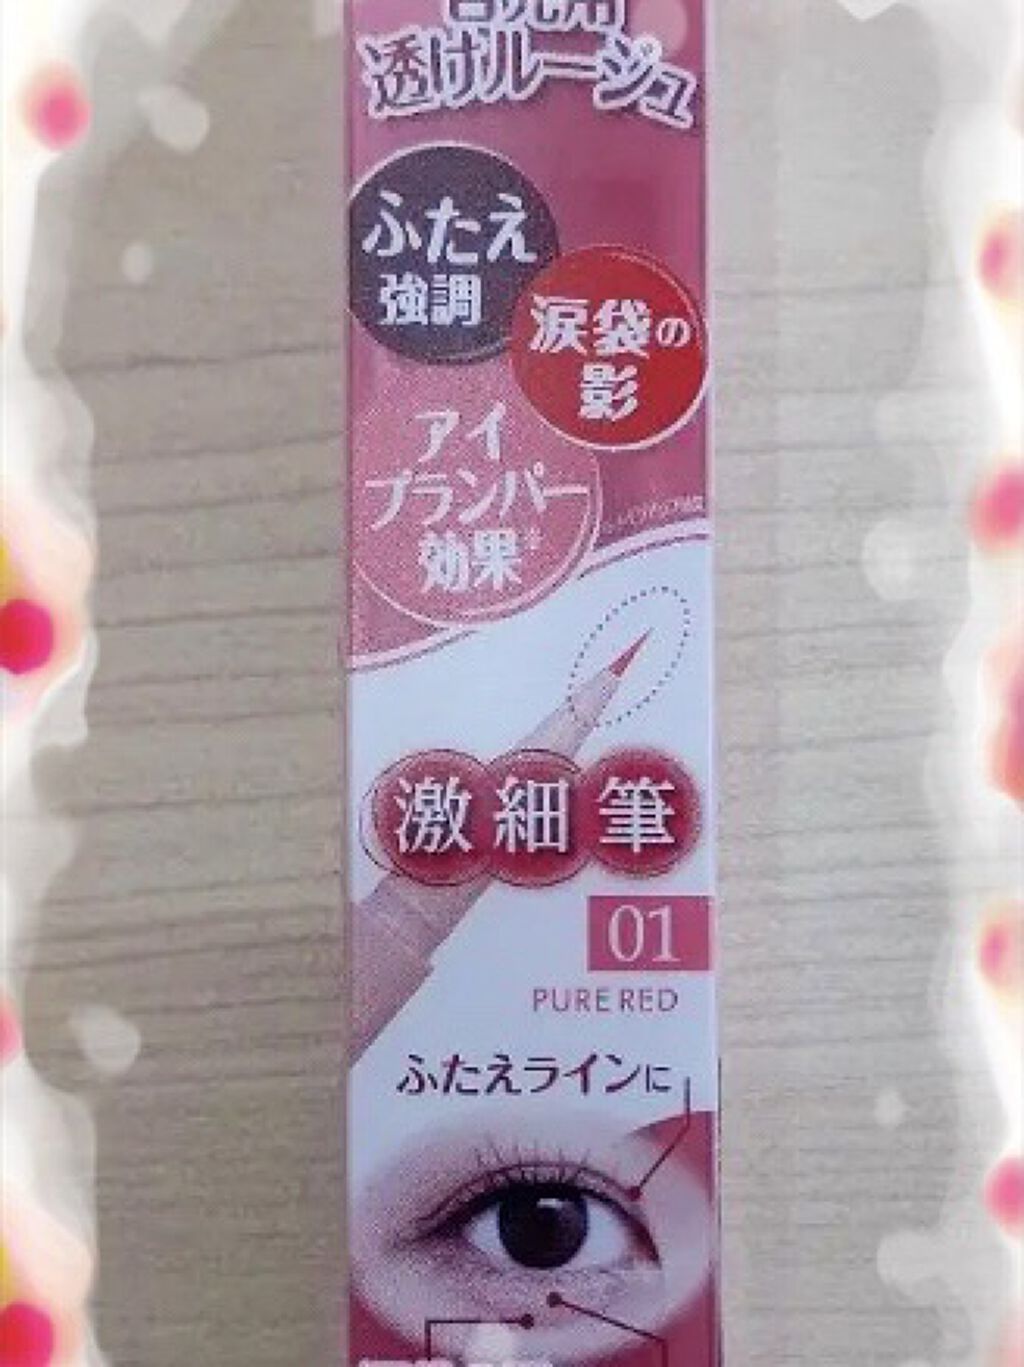 透けルージュ
ふたえ
強調
涙袋の
影
アイ
プランパー
効果
激細筆
01
PURE RED
ふたえラインに